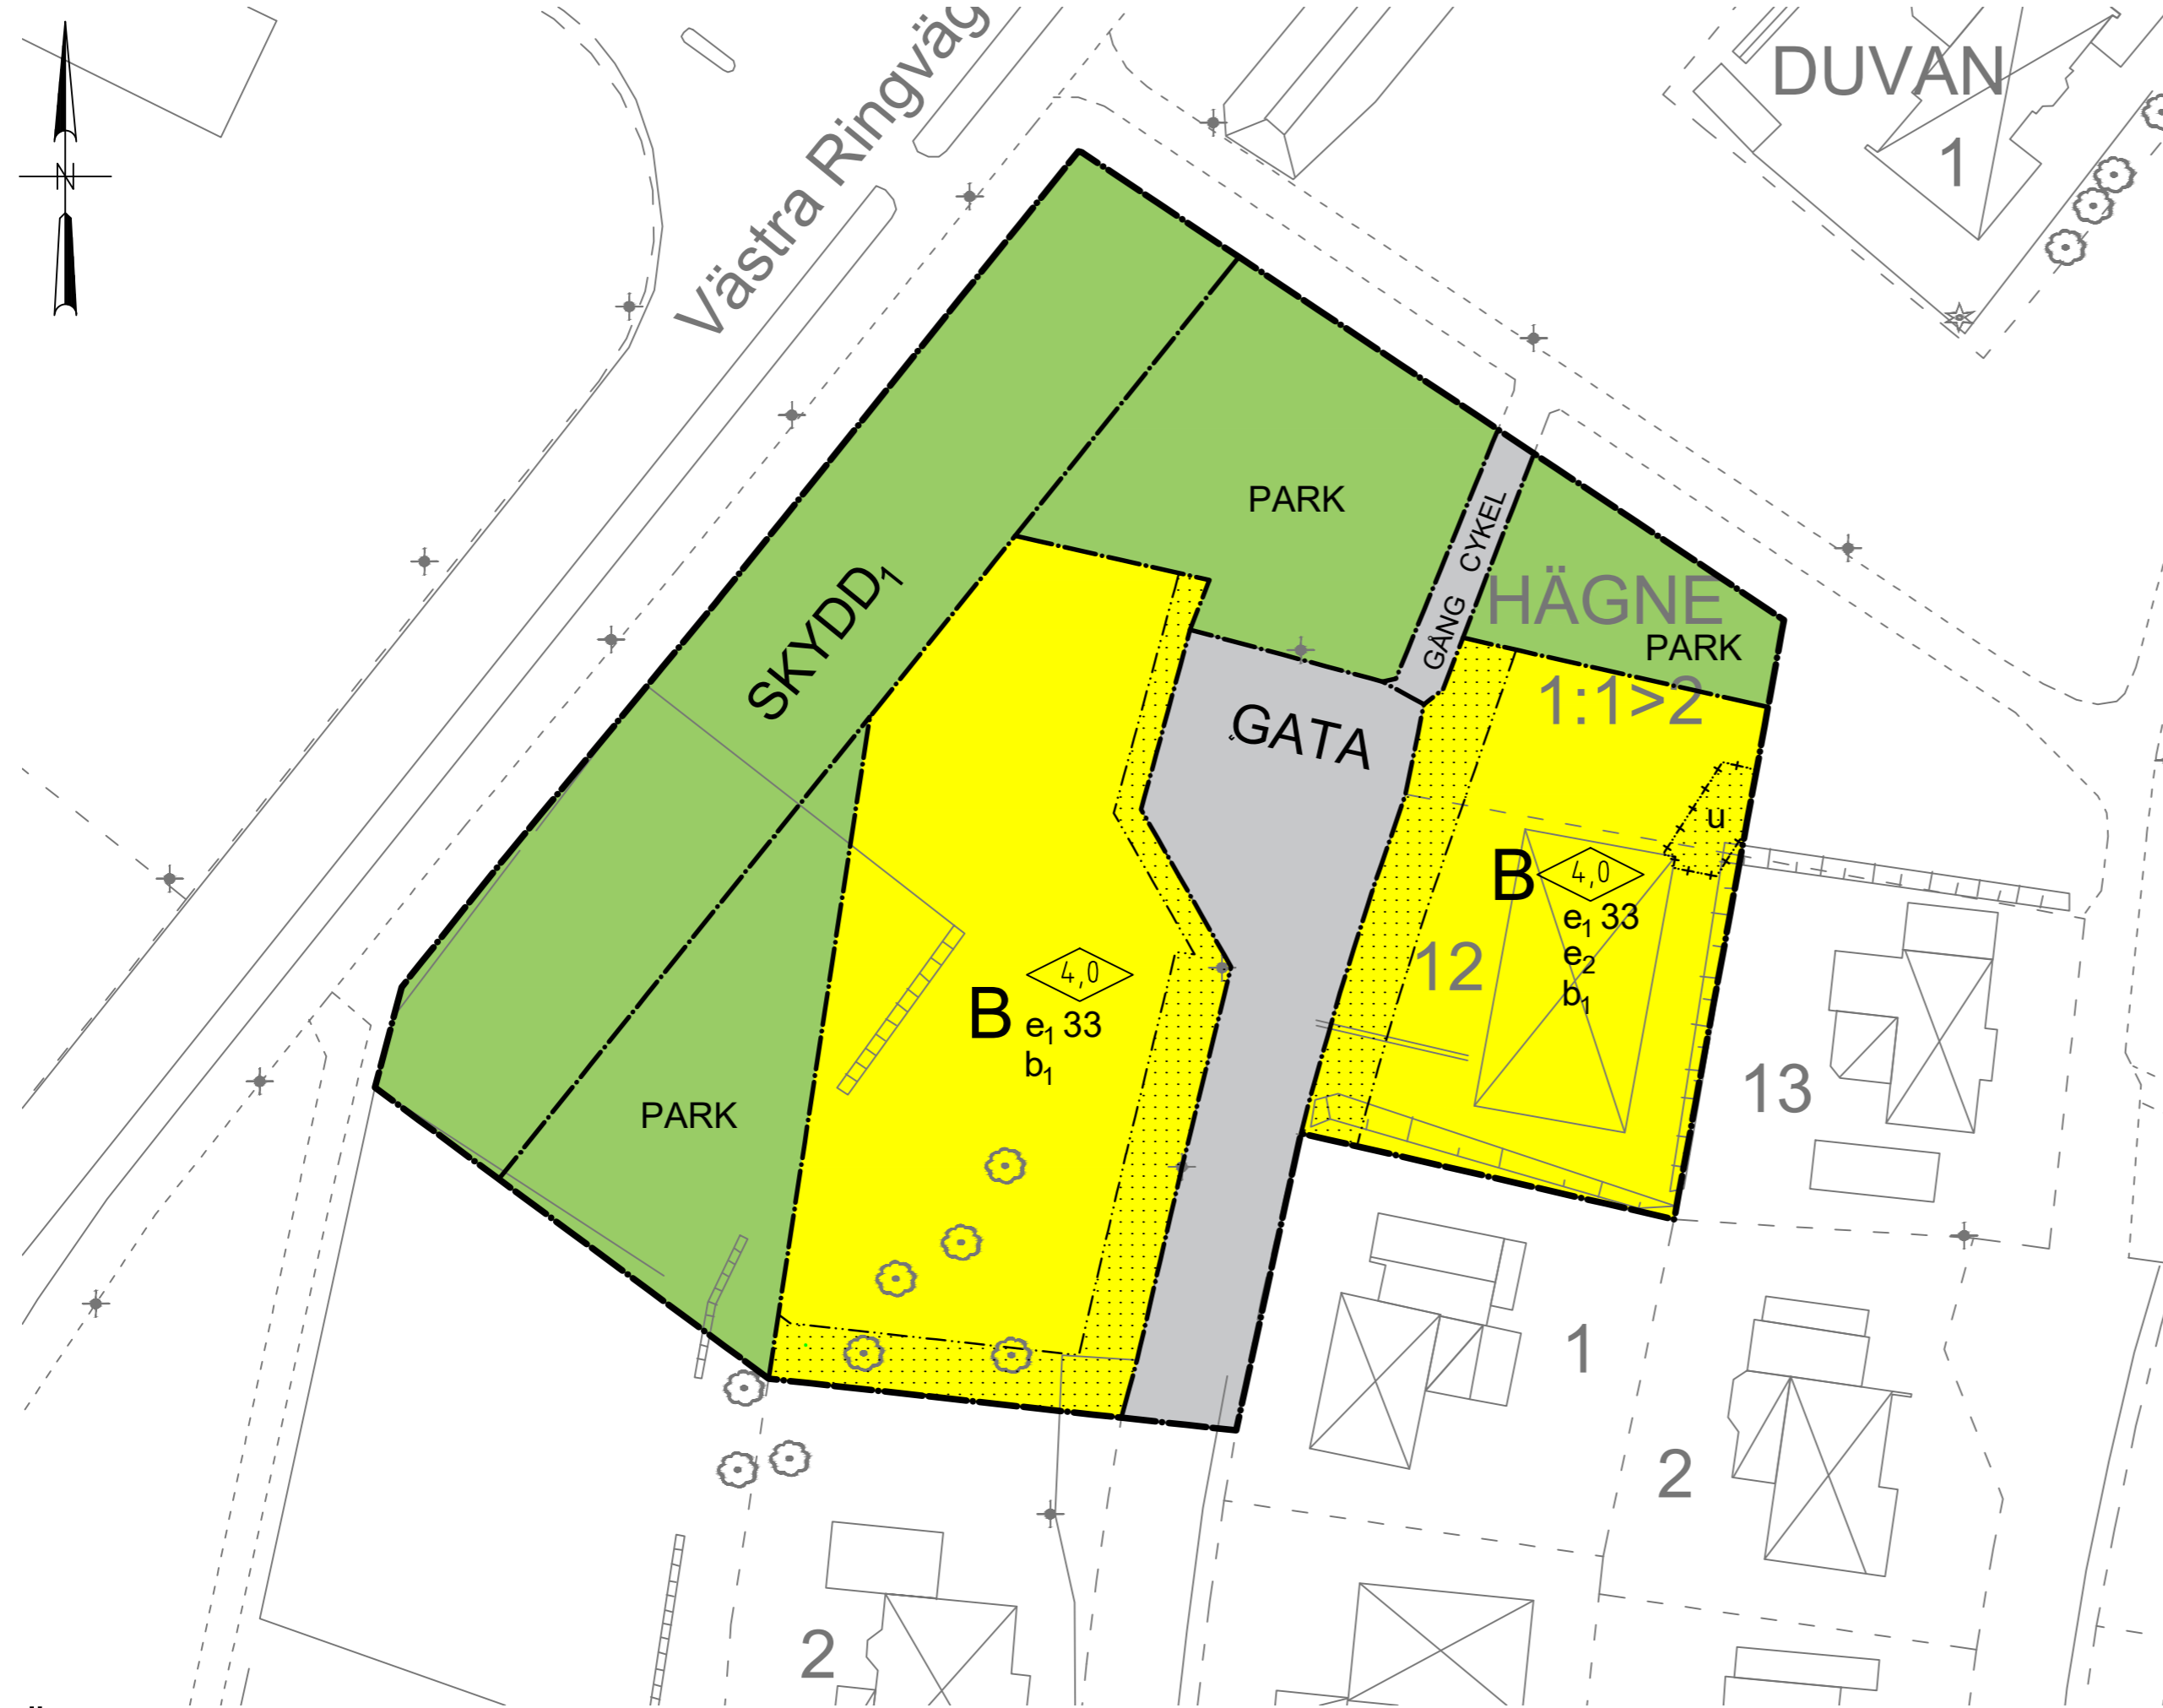 N
Västra Ringväg
DUVAN
1
PARK
GÅNG CYKEL
HÄGNE
PARK
1:1>2
SKYDD₁
GATA
u
B 4,0
e₁ 33
e₂
b₁
12
B 4,0
e₁ 33
b₁
13
PARK
1
2
2